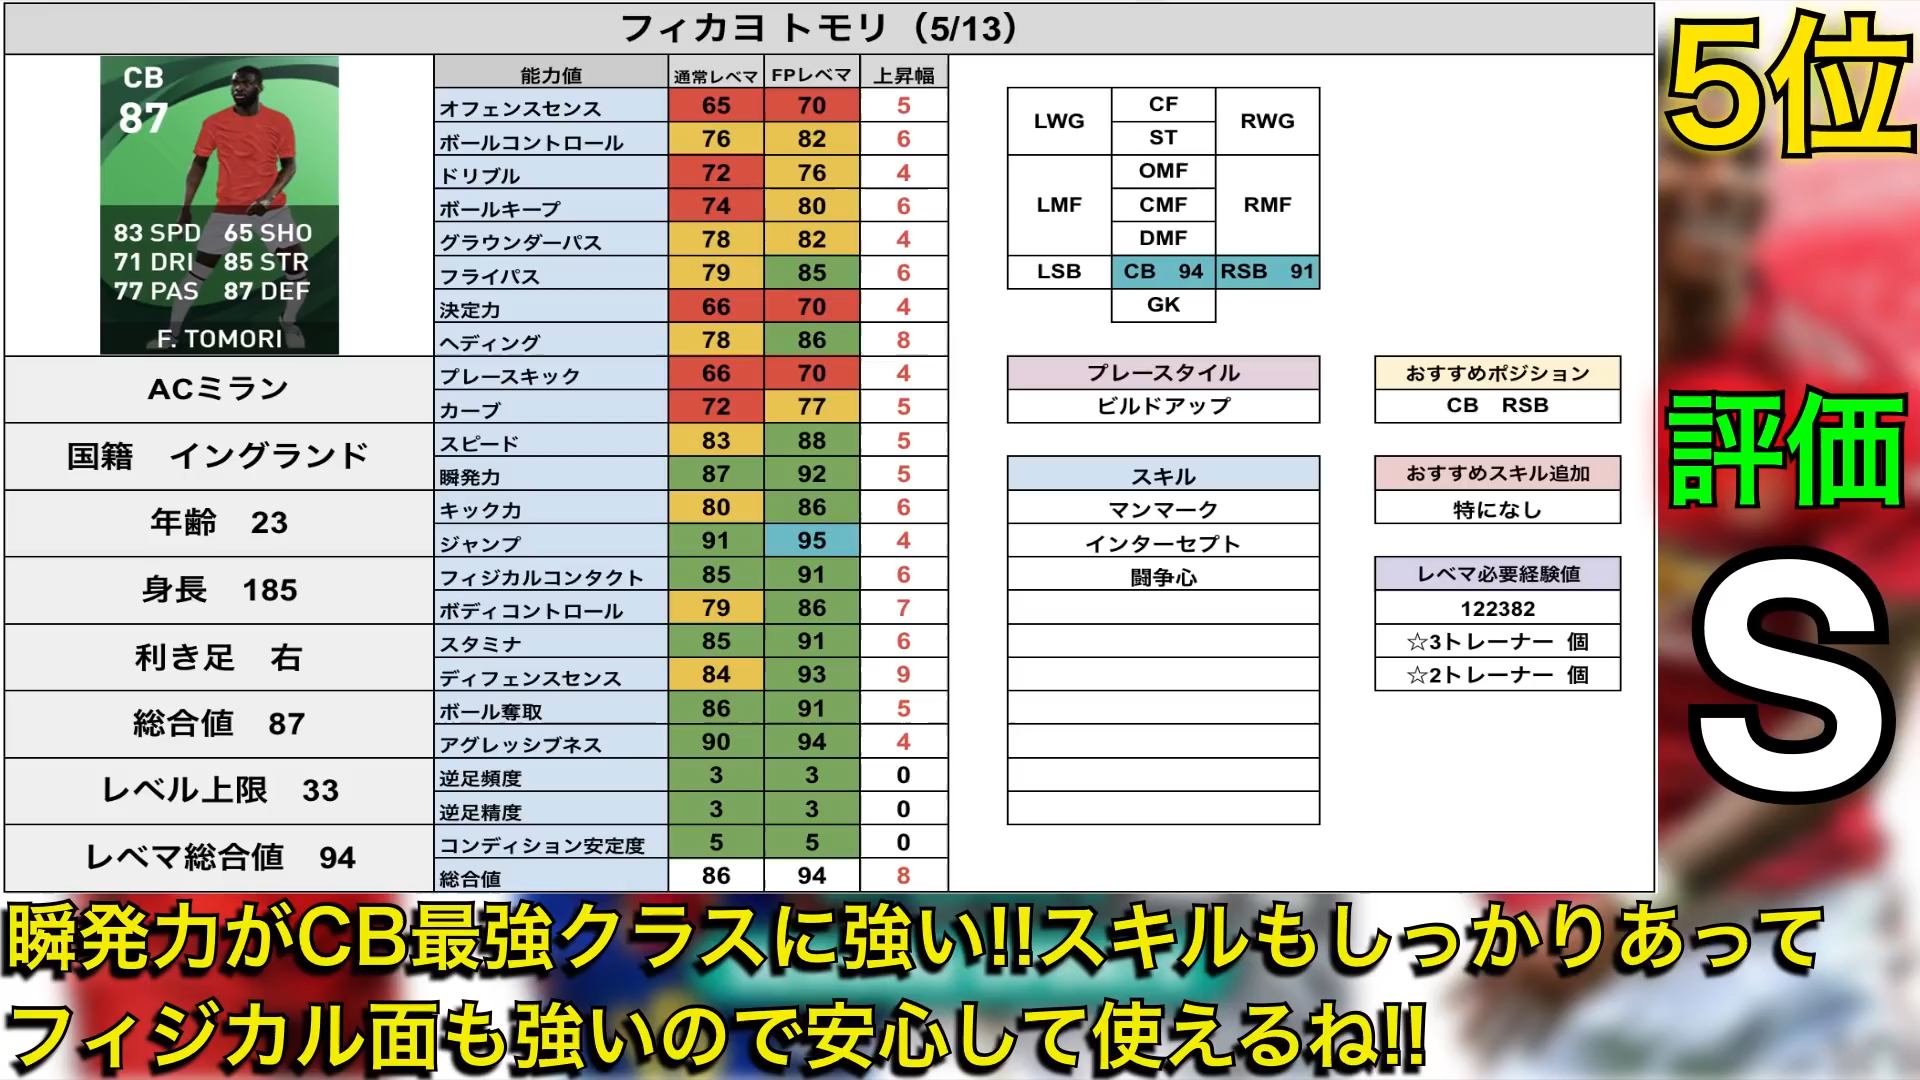 フィカヨ トモリ（5/13）
5位
CB
87
83 SPD 65 SHO
71 DRI 85 STR
77 PAS 87 DEF
F. TOMORI
ACミラン
国籍 イングランド
年齢 23
身長 185
利き足 右
総合値 87
レベル上限 33
レベマ総合値 94
能力値 通常レベマ FPレベマ 上昇幅
オフェンスセンス 65 70 5
ボールコントロール 76 82 6
ドリブル 72 76 4
ボールキープ 74 80 6
グラウンダーパス 78 82 4
フライパス 79 85 6
決定力 66 70 4
ヘディング 78 86 8
プレースキック 66 70 4
カーブ 72 77 5
スピード 83 88 5
瞬発力 87 92 5
キック力 80 86 6
ジャンプ 91 95 4
フィジカルコンタクト 85 91 6
ボディコントロール 79 86 7
スタミナ 85 91 6
ディフェンスセンス 84 93 9
ボール奪取 86 91 5
アグレッシブネス 90 94 4
逆足頻度 3 3 0
逆足精度 3 3 0
コンディション安定度 5 5 0
総合値 86 94 8
LWG CF RWG
ST
OMF
LMF CMF RMF
DMF
LSB CB 94 RSB 91
GK
プレースタイル
ビルドアップ
スキル
マンマーク
インターセプト
闘争心
おすすめポジション
CB RSB
おすすめスキル追加
特になし
レベマ必要経験値
122382
☆3トレーナー 個
☆2トレーナー 個
評価
S
瞬発力がCB最強クラスに強い!!スキルもしっかりあって
フィジカル面も強いので安心して使えるね!!